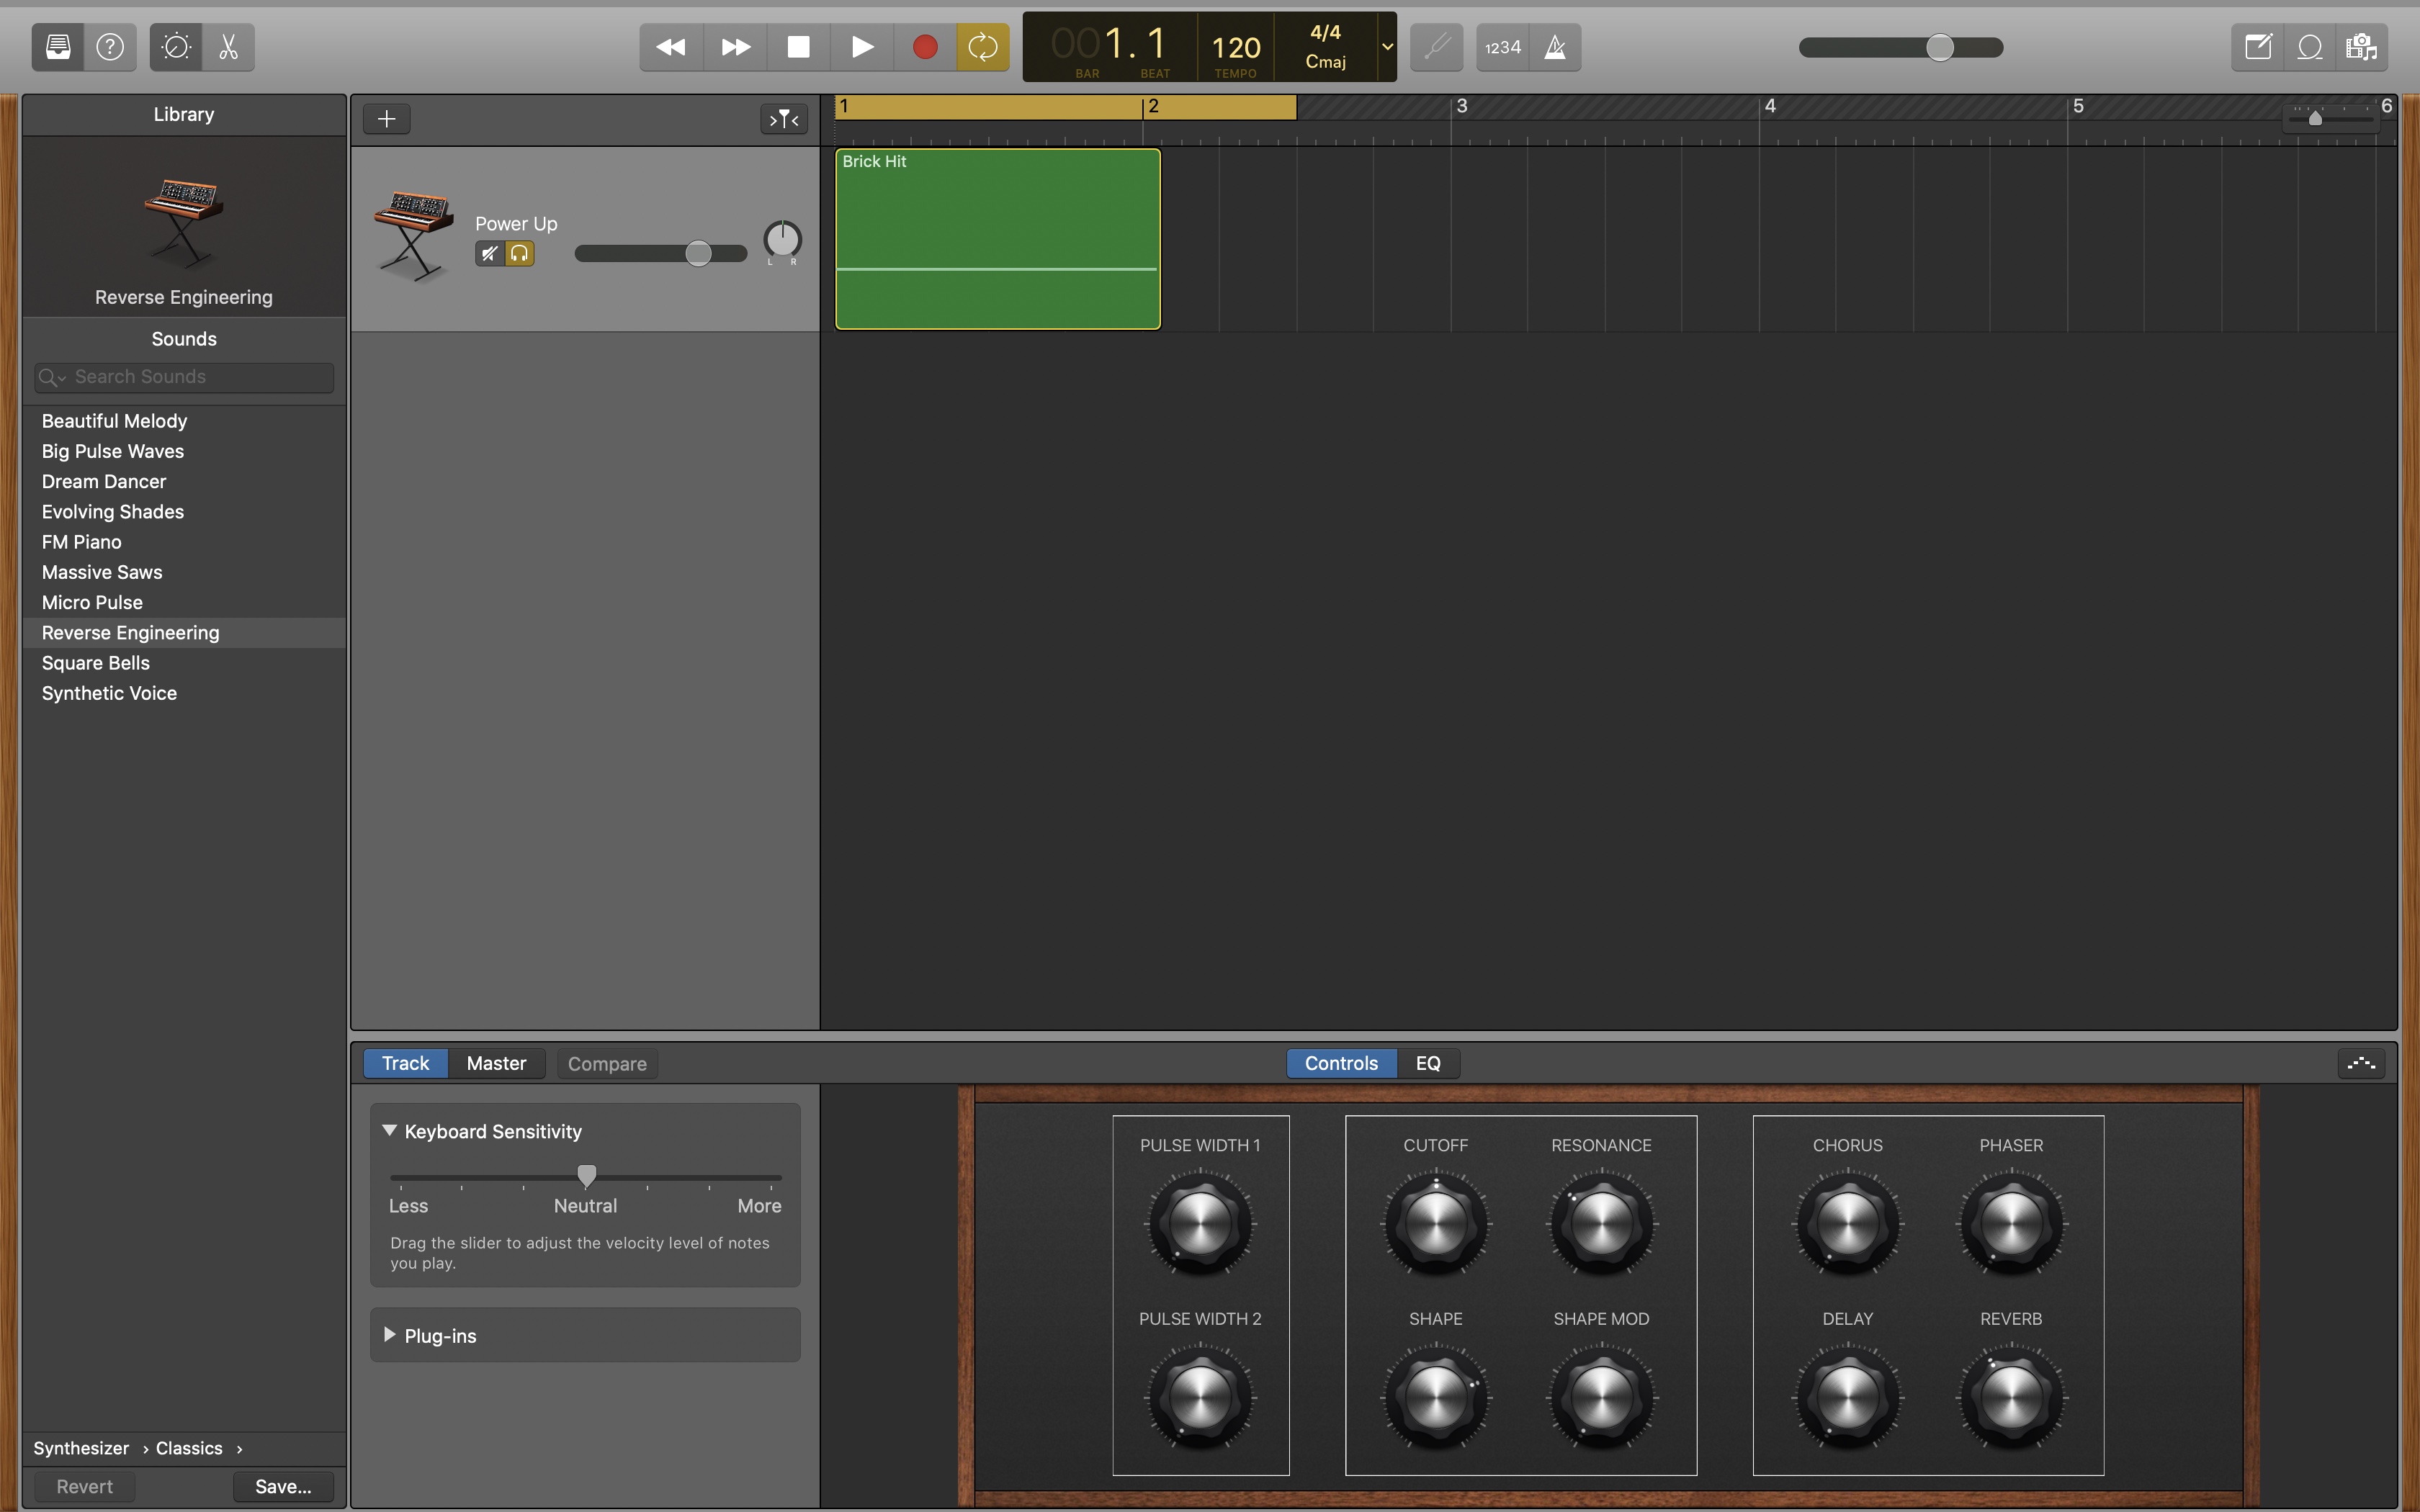 1234
001. 1
BAR BEAT
120
TEMPO
4/4
Cmaj
Library
Reverse Engineering
Sounds
Search Sounds
Beautiful Melody
Big Pulse Waves
Dream Dancer
Evolving Shades
FM Piano
Massive Saws
Micro Pulse
Reverse Engineering
Square Bells
Synthetic Voice
Synthesizer › Classics ›
Revert Save...
1 2 3 4 5 6
Power Up
L R
Brick Hit
Track Master Compare
Controls EQ
Keyboard Sensitivity
Less Neutral More
Drag the slider to adjust the velocity level of notes
you play.
Plug-ins
PULSE WIDTH 1 CUTOFF RESONANCE CHORUS PHASER
PULSE WIDTH 2 SHAPE SHAPE MOD DELAY REVERB